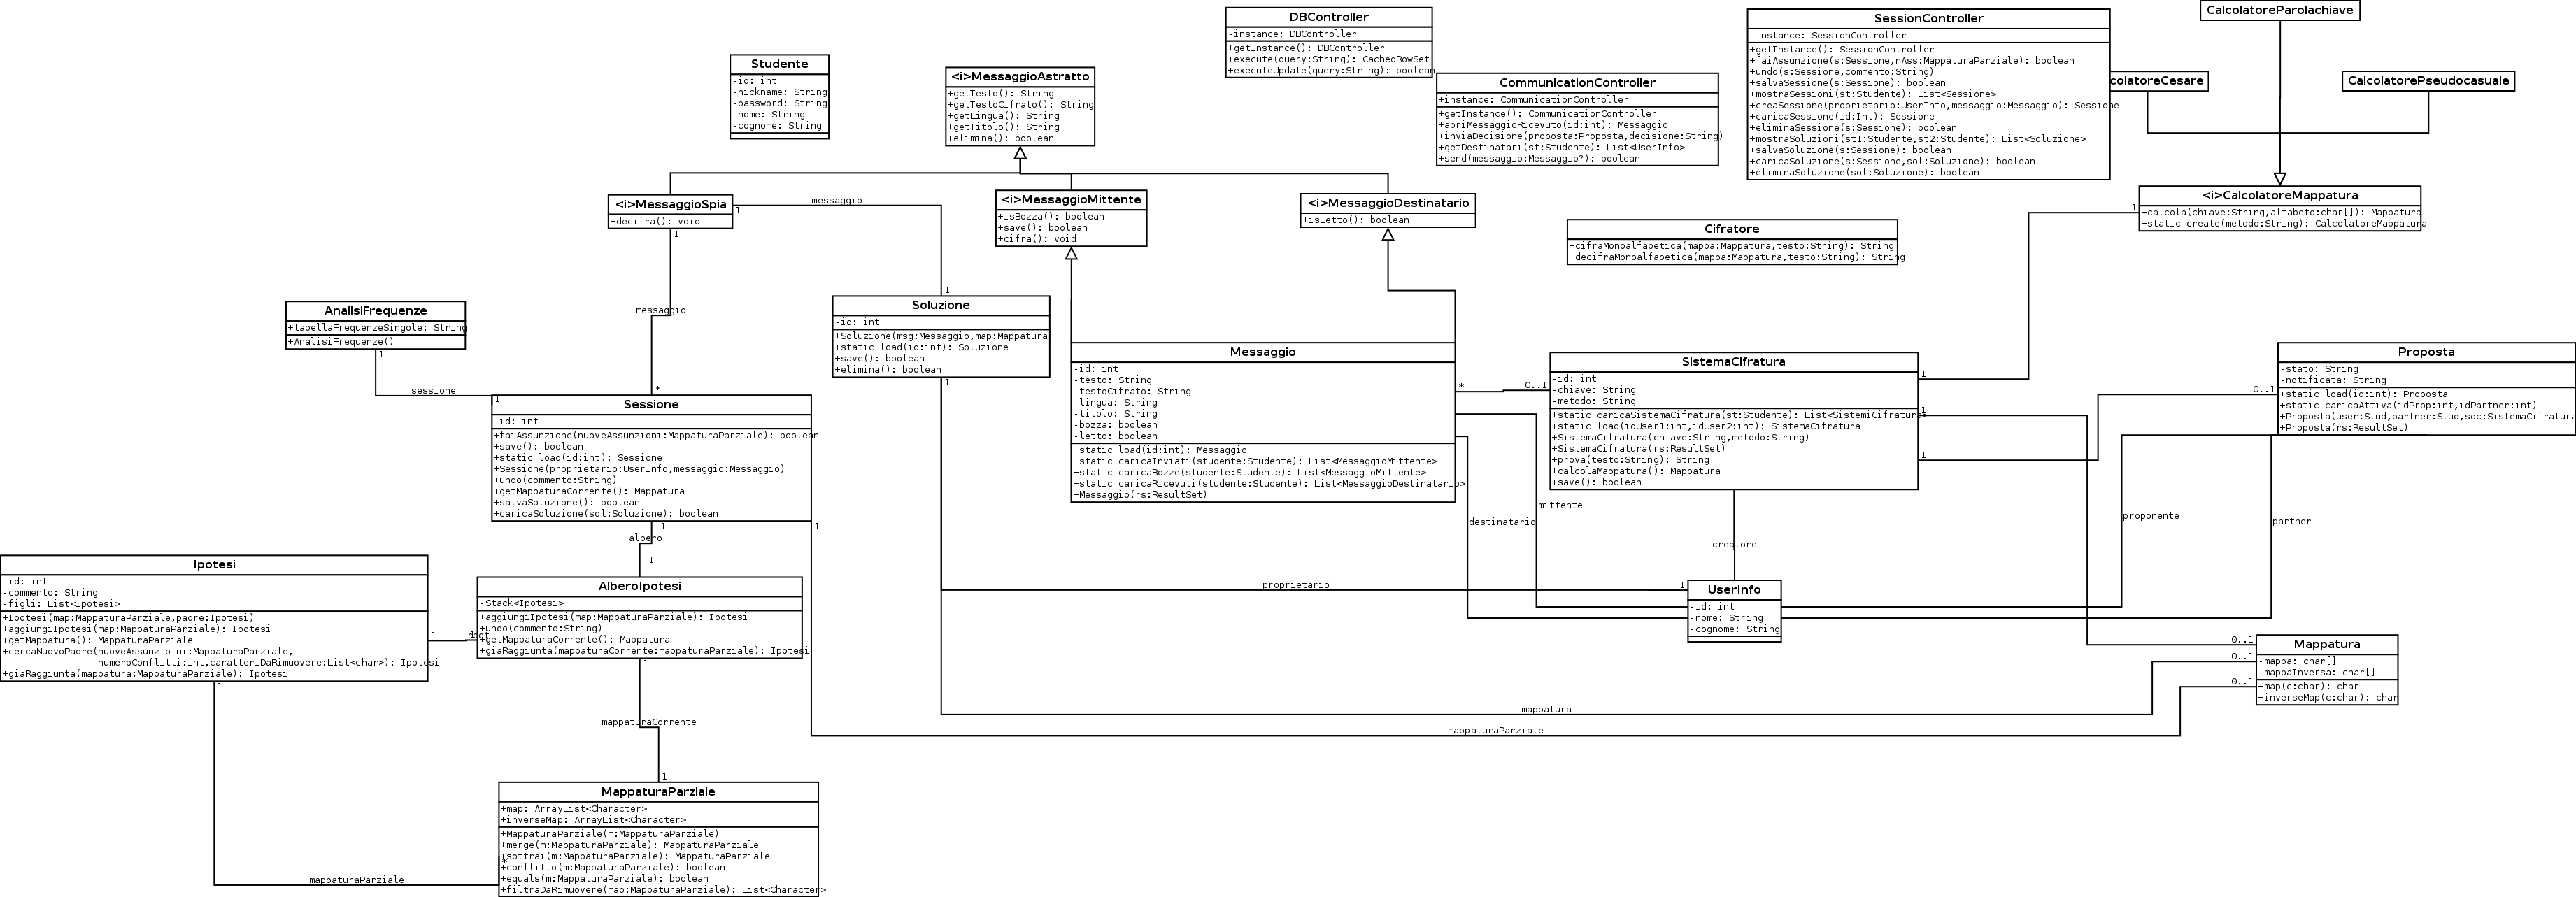 CalcolatoreParolachiave
DBController
-instance: DBController
+getInstance(): DBController
+execute(query:String): CachedRowSet
+executeUpdate(query:String): boolean
SessionController
-instance: SessionController
+getInstance(): SessionController
+faiAssunzione(s:Sessione,nAss:MappaturaParziale): boolean
+undo(s:Sessione,commento:String)
+salvaSessione(s:Sessione): boolean
+mostraSessioni(st:Studente): List<Sessione>
+creaSessione(proprietario:UserInfo,messaggio:Messaggio): Sessione
+caricaSessione(id:Int): Sessione
+eliminaSessione(s:Sessione): boolean
+mostraSoluzioni(st1:Studente,st2:Studente): List<Soluzione>
+salvaSoluzione(s:Sessione): boolean
+caricaSoluzione(s:Sessione,sol:Soluzione): boolean
+eliminaSoluzione(sol:Soluzione): boolean
Studente
-id: int
-nickname: String
-password: String
-nome: String
-cognome: String
<i>MessaggioAstratto
+getTesto(): String
+getTestoCifrato(): String
+getLingua(): String
+getTitolo(): String
+elimina(): boolean
CommunicationController
+instance: CommunicationController
+getInstance(): CommunicationController
+apriMessaggioRicevuto(id:int): Messaggio
+inviaDecisione(proposta:Proposta,decisione:String)
+getDestinatari(st:Studente): List<UserInfo>
+send(messaggio:Messaggio?): boolean
colatoreCesare
CalcolatorePseudocasuale
<i>MessaggioSpia
+decifra(): void
1
messaggio
1
<i>MessaggioMittente
+isBozza(): boolean
+save(): boolean
+cifra(): void
<i>MessaggioDestinatario
+isLetto(): boolean
Cifratore
+cifraMonoalfabetica(mappa:Mappatura,testo:String): String
+decifraMonoalfabetica(mappa:Mappatura,testo:String): String
1
<i>CalcolatoreMappatura
+calcola(chiave:String,alfabeto:char[]): Mappatura
+static create(metodo:String): CalcolatoreMappatura
AnalisiFrequenze
+tabellaFrequenzeSingole: String
+AnalisiFrequenze()
1
sessione
1
messaggio
*
1
Soluzione
-id: int
+Soluzione(msg:Messaggio,map:Mappatura)
+static load(id:int): Soluzione
+save(): boolean
+elimina(): boolean
1
Messaggio
-id: int
-testo: String
-testoCifrato: String
-lingua: String
-titolo: String
-bozza: boolean
-letto: boolean
+static load(id:int): Messaggio
+static caricaInviati(studente:Studente): List<MessaggioMittente>
+static caricaBozze(studente:Studente): List<MessaggioMittente>
+static caricaRicevuti(studente:Studente): List<MessaggioDestinatario>
+Messaggio(rs:ResultSet)
*
0..1
SistemaCifratura
-id: int
-chiave: String
-metodo: String
+static caricaSistemaCifratura(st:Studente): List<SistemiCifratura>
+static load(idUser1:int,idUser2:int): SistemaCifratura
+SistemaCifratura(chiave:String,metodo:String)
+SistemaCifratura(rs:ResultSet)
+prova(testo:String): String
+calcolaMappatura(): Mappatura
+save(): boolean
1
1
1
0..1
Proposta
-stato: String
-notificata: String
+static load(id:int): Proposta
+static caricaAttiva(idProp:int,idPartner:int)
+Proposta(user:Stud,partner:Stud,sdc:SistemaCifratura
+Proposta(rs:ResultSet)
Sessione
-id: int
+faiAssunzione(nuoveAssunzioni:MappaturaParziale): boolean
+save(): boolean
+static load(id:int): Sessione
+Sessione(proprietario:UserInfo,messaggio:Messaggio)
+undo(commento:String)
+getMappaturaCorrente(): Mappatura
+salvaSoluzione(): boolean
+caricaSoluzione(sol:Soluzione): boolean
1
1
albero
1
destinatario
mittente
creatore
proponente
partner
Ipotesi
-id: int
-commento: String
-figli: List<Ipotesi>
+Ipotesi(map:MappaturaParziale,padre:Ipotesi)
+aggiungiIpotesi(map:MappaturaParziale): Ipotesi
+getMappatura(): MappaturaParziale
+cercaNuovoPadre(nuoveAssunzioini:MappaturaParziale,
numeroConflitti:int,caratteriDaRimuovere:List<char>): Ipotesi
+giaRaggiunta(mappatura:MappaturaParziale): Ipotesi
1
root
1
AlberoIpotesi
-Stack<Ipotesi>
+aggiungiIpotesi(map:MappaturaParziale): Ipotesi
+undo(commento:String)
+getMappaturaCorrente(): Mappatura
+giaRaggiunta(mappaturaCorrente:mappaturaParziale): Ipotesi
1
1
proprietario
1
UserInfo
-id: int
-nome: String
-cognome: String
0..1
0..1
0..1
Mappatura
-mappa: char[]
-mappaInversa: char[]
+map(c:char): char
+inverseMap(c:char): char
mappatura
mappaturaCorrente
mappaturaParziale
1
MappaturaParziale
+map: ArrayList<Character>
+inverseMap: ArrayList<Character>
+MappaturaParziale(m:MappaturaParziale)
+merge(m:MappaturaParziale): MappaturaParziale
+sottrai(m:MappaturaParziale): MappaturaParziale
*
+conflitto(m:MappaturaParziale): boolean
+equals(m:MappaturaParziale): boolean
+filtraDaRimuovere(map:MappaturaParziale): List<Character>
mappaturaParziale